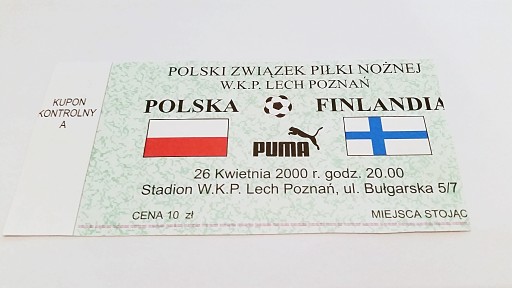 KUPON
KONTROLNY
A
POLSKI ZWIĄZEK PIŁKI NOŻNEJ
W.K.P. LECH POZNAŃ
POLSKA FINLANDIA
PUMA
26 Kwietnia 2000 r. godz. 20.00
Stadion W.K.P. Lech Poznań, ul. Bułgarska 5/7
CENA 10 zł MIEJSCA STOJĄC